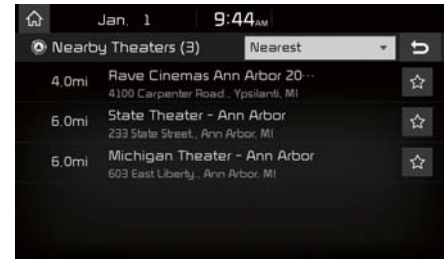 Jan. 1 9:44 AM
Nearby Theaters (3) Nearest
4.0mi Rave Cinemas Ann Arbor 20···
4100 Carpenter Road., Ypsilanti, MI
6.0mi State Theater - Ann Arbor
233 State Street., Ann Arbor, MI
6.0mi Michigan Theater - Ann Arbor
603 East Liberty., Ann Arbor, MI